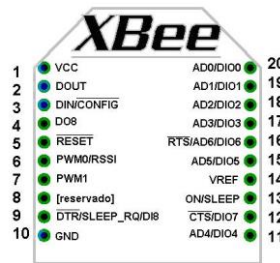 XBee
1 VCC AD0/DIO0 20
2 DOUT AD1/DIO1 19
3 DIN/CONFIG AD2/DIO2 18
4 DO8 AD3/DIO3 17
5 RESET RTS/AD6/DIO6 16
6 PWM0/RSSI AD5/DIO5 15
7 PWM1 VREF 14
8 [reservado] ON/SLEEP 13
9 DTR/SLEEP_RQ/DI8 CTS/DIO7 12
10 GND AD4/DIO4 11